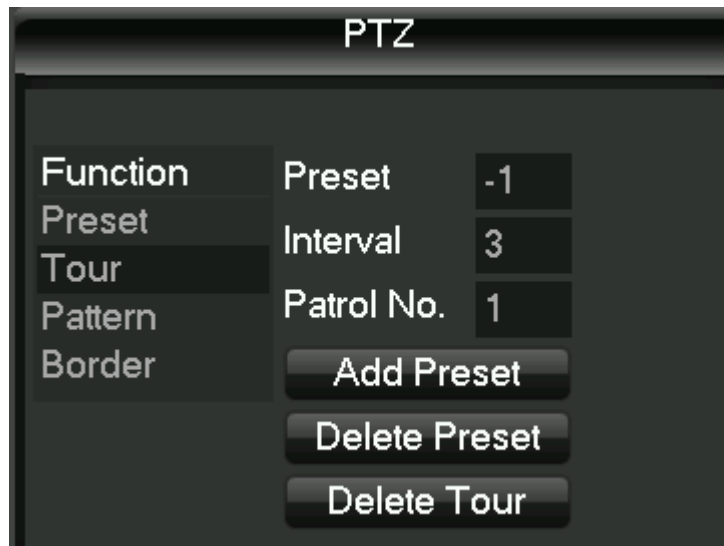 PTZ
Function
Preset
Tour
Pattern
Border
Preset -1
Interval 3
Patrol No. 1
Add Preset
Delete Preset
Delete Tour